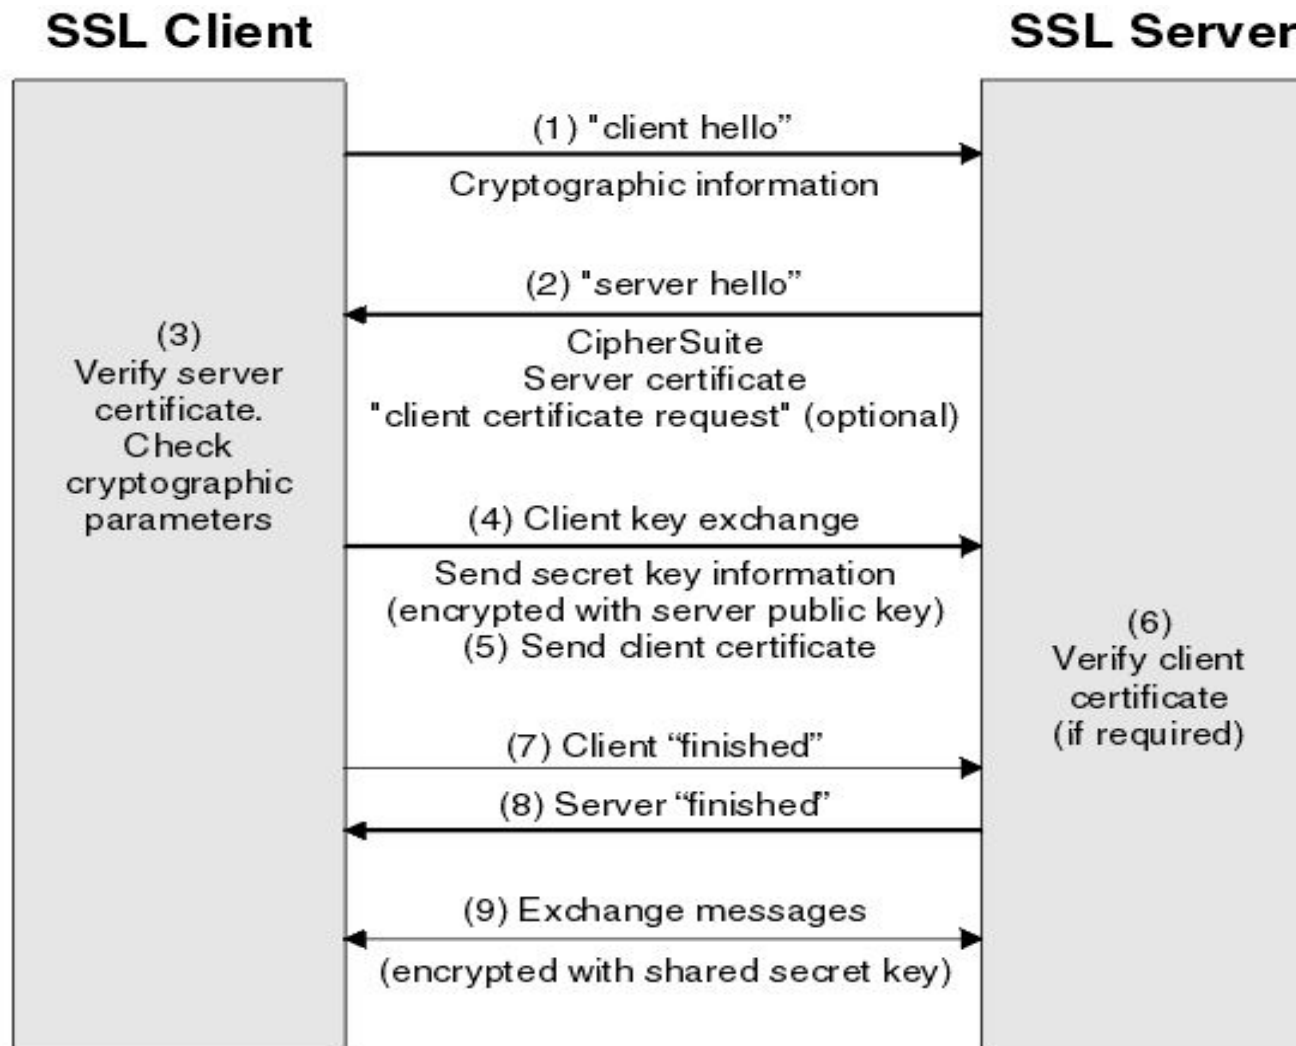 SSL Client
SSL Server
(1) "client hello”
Cryptographic information
(2) "server hello”
CipherSuite
Server certificate
"client certificate request" (optional)
(3)
Verify server
certificate.
Check
cryptographic
parameters
(4) Client key exchange
Send secret key information
(encrypted with server public key)
(5) Send client certificate
(6)
Verify client
certificate
(if required)
(7) Client “finished”
(8) Server “finished”
(9) Exchange messages
(encrypted with shared secret key)